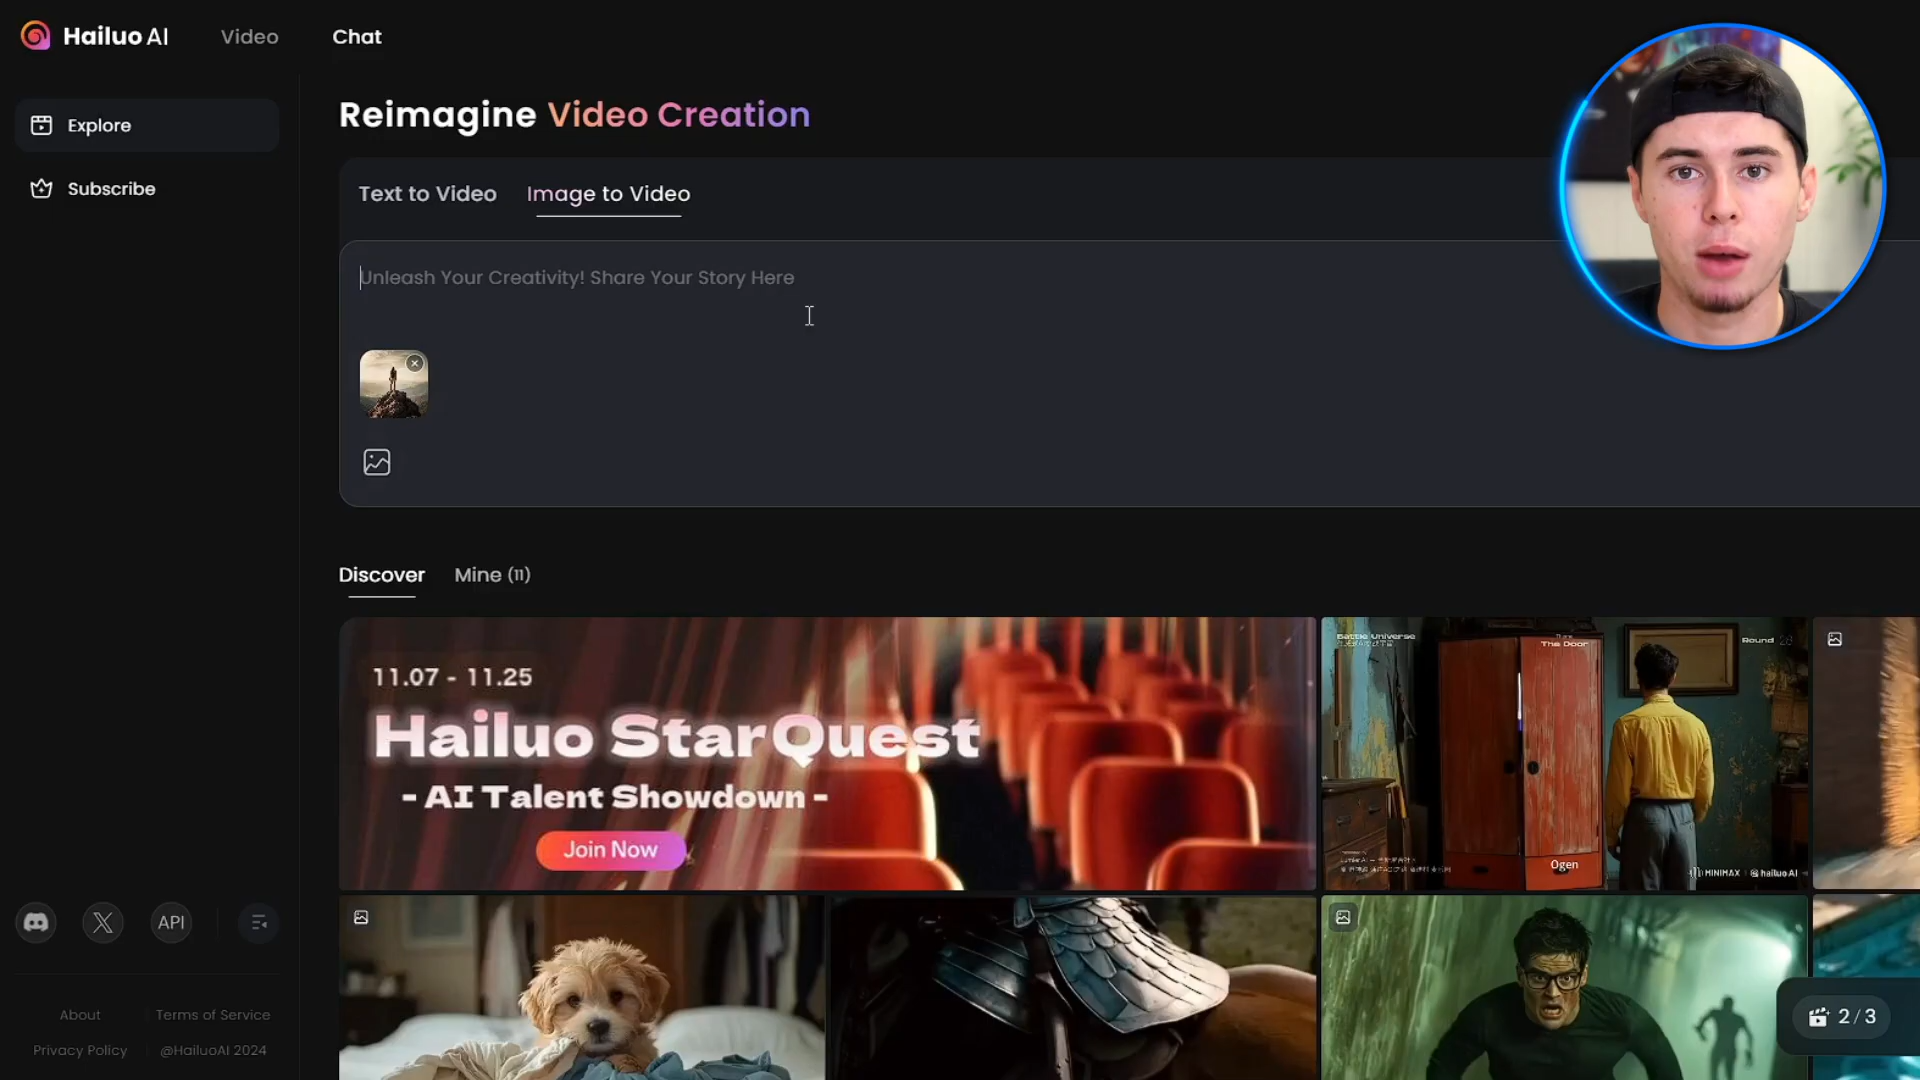 Hailuo AI
Video
Chat
Explore
Subscribe
Reimagine Video Creation
Text to Video
Image to Video
Unleash Your Creativity! Share Your Story Here
Discover
Mine (11)
11.07 - 11.25
Hailuo StarQuest
- AI Talent Showdown -
Join Now
Battle Universe
The Door
Round 28
Ogen
MINIMAX
hailuo AI
API
About
Terms of Service
Privacy Policy
@HailuoAI 2024
2/3